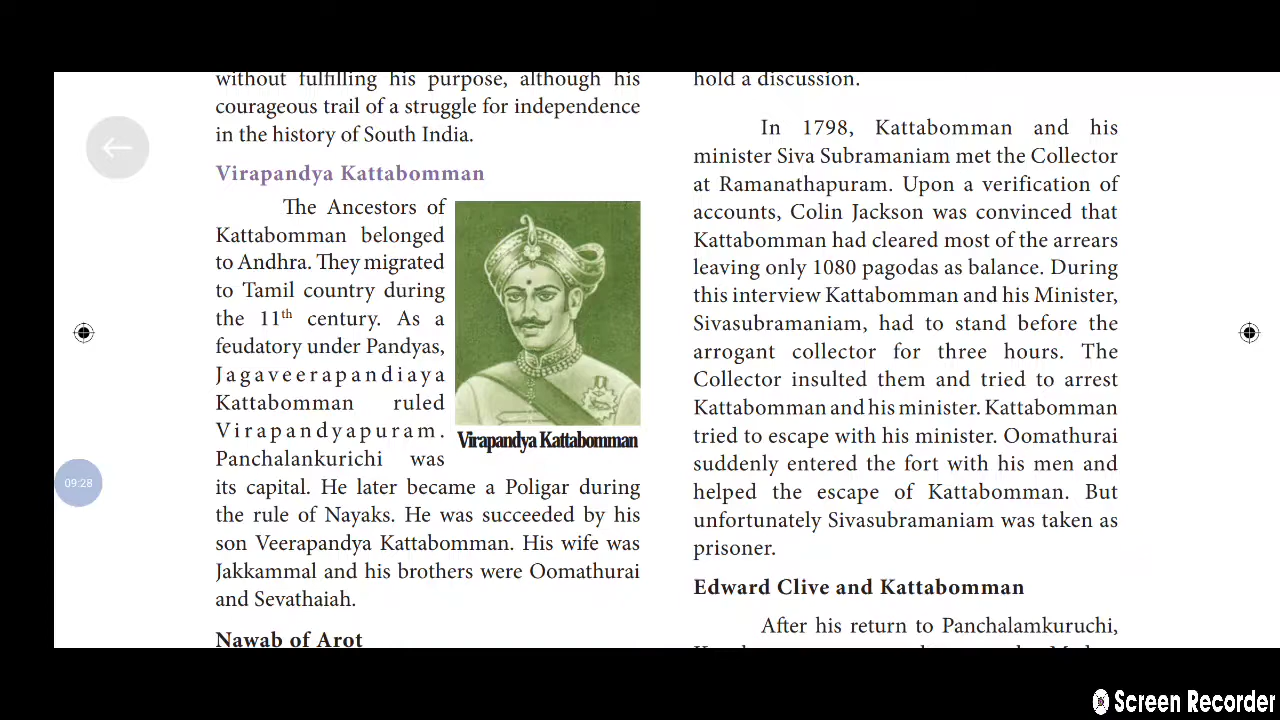 without fulfilling his purpose, although his
courageous trail of a struggle for independence
in the history of South India.
Virapandya Kattabomman
The Ancestors of
Kattabomman belonged
to Andhra. They migrated
to Tamil country during
the 11th century. As a
feudatory under Pandyas,
Jagaveerapandiaya
Kattabomman ruled
Virapandyapuram.
Panchalankurichi was
its capital. He later became a Poligar during
the rule of Nayaks. He was succeeded by his
son Veerapandya Kattabomman. His wife was
Jakkammal and his brothers were Oomathurai
and Sevathaiah.
Virapandya Kattabomman
Nawab of Arot
hold a discussion.
In 1798, Kattabomman and his
minister Siva Subramaniam met the Collector
at Ramanathapuram. Upon a verification of
accounts, Colin Jackson was convinced that
Kattabomman had cleared most of the arrears
leaving only 1080 pagodas as balance. During
this interview Kattabomman and his Minister,
Sivasubramaniam, had to stand before the
arrogant collector for three hours. The
Collector insulted them and tried to arrest
Kattabomman and his minister. Kattabomman
tried to escape with his minister. Oomathurai
suddenly entered the fort with his men and
helped the escape of Kattabomman. But
unfortunately Sivasubramaniam was taken as
prisoner.
Edward Clive and Kattabomman
After his return to Panchalamkuruchi,
09:28
Screen Recorder